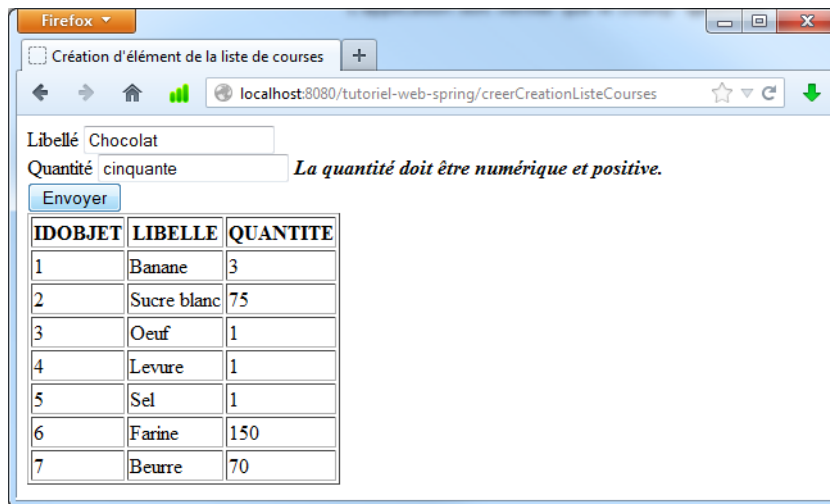 Firefox
Création d'élément de la liste de courses
localhost:8080/tutoriel-web-spring/creerCreationListeCourses
Libellé Chocolat
Quantité cinquante La quantité doit être numérique et positive.
Envoyer
IDOBJET LIBELLE QUANTITE
1 Banane 3
2 Sucre blanc 75
3 Oeuf 1
4 Levure 1
5 Sel 1
6 Farine 150
7 Beurre 70